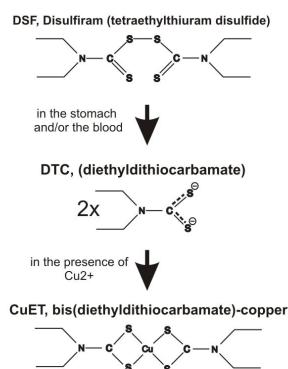 DSF, Disulfiram (tetraethylthiuram disulfide)
S S
N C C N
S S
in the stomach
and/or the blood
DTC, (diethyldithiocarbamate)
⊖
S
2x N C
⊖
S
in the presence of
Cu2+
CuET, bis(diethyldithiocarbamate)-copper
S S
N C Cu C N
S S